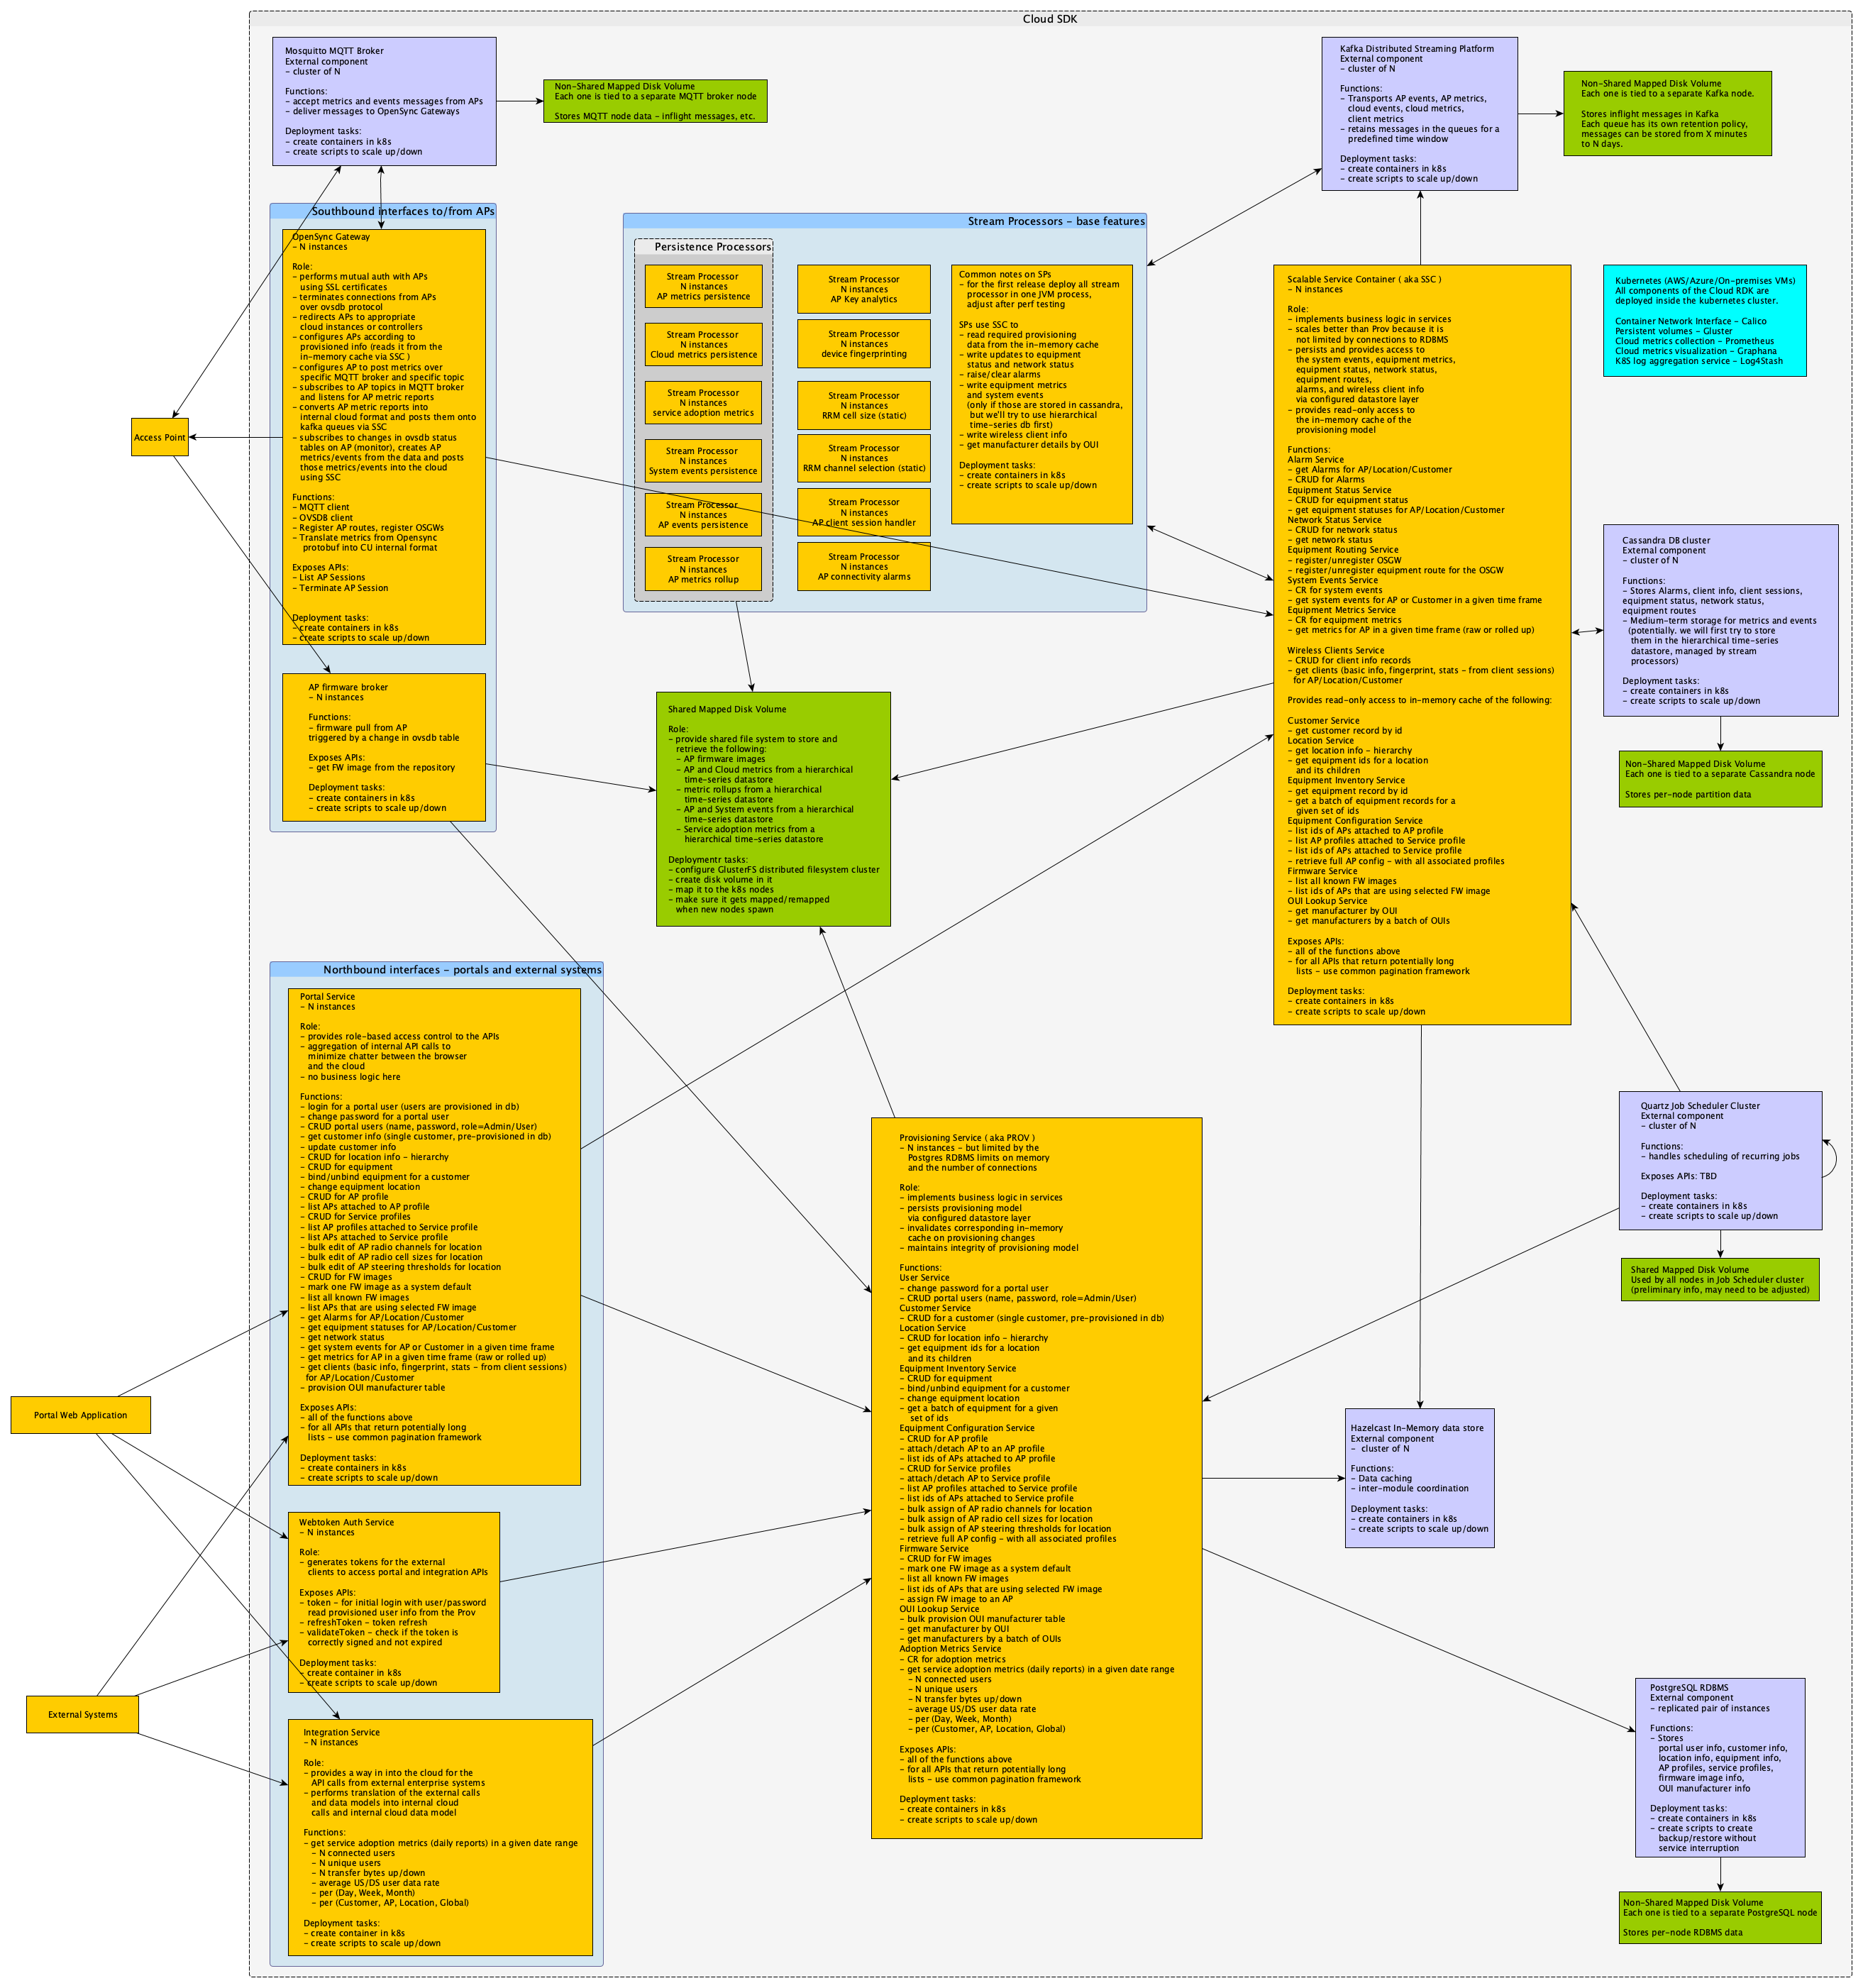 Cloud SDK
Mosquitto MQTT Broker
External component
- cluster of N
Functions:
- accept metrics and events messages from APs
- deliver messages to OpenSync Gateways
Deployment tasks:
- create containers in k8s
- create scripts to scale up/down
Non-Shared Mapped Disk Volume
Each one is tied to a separate MQTT broker node
Stores MQTT node data - inflight messages, etc.
Kafka Distributed Streaming Platform
External component
- cluster of N
Functions:
- Transports AP events, AP metrics,
cloud events, cloud metrics,
client metrics
- retains messages in the queues for a
predefined time window
Deployment tasks:
- create containers in k8s
- create scripts to scale up/down
Non-Shared Mapped Disk Volume
Each one is tied to a separate Kafka node.
Stores inflight messages in Kafka
Each queue has its own retention policy,
messages can be stored from X minutes
to N days.
Southbound interfaces to/from APs
OpenSync Gateway
- N instances
Role:
- performs mutual auth with APs
using SSL certificates
- terminates connections from APs
over ovsdb protocol
- redirects APs to appropriate
cloud instances or controllers
- configures APs according to
provisioned info (reads it from the
in-memory cache via SSC )
- configures AP to post metrics over
specific MQTT broker and specific topic
- subscribes to AP topics in MQTT broker
and listens for AP metric reports
- converts AP metric reports into
internal cloud format and posts them onto
kafka queues via SSC
- subscribes to changes in ovsdb status
tables on AP (monitor), creates AP
metrics/events from the data and posts
those metrics/events into the cloud
using SSC
Functions:
- MQTT client
- OVSDB client
- Register AP routes, register OSGWs
- Translate metrics from Opensync
protobuf into CU internal format
Exposes APIs:
- List AP Sessions
- Terminate AP Session
Deployment tasks:
- create containers in k8s
- create scripts to scale up/down
Access Point
AP firmware broker
- N instances
Functions:
- firmware pull from AP
triggered by a change in ovsdb table
Exposes APIs:
- get FW image from the repository
Deployment tasks:
- create containers in k8s
- create scripts to scale up/down
Stream Processors - base features
Persistence Processors
Stream Processor
N instances
AP metrics persistence
Stream Processor
N instances
Cloud metrics persistence
Stream Processor
N instances
service adoption metrics
Stream Processor
N instances
System events persistence
Stream Processor
N instances
AP events persistence
Stream Processor
N instances
AP metrics rollup
Stream Processor
N instances
AP Key analytics
Stream Processor
N instances
device fingerprinting
Stream Processor
N instances
RRM cell size (static)
Stream Processor
N instances
RRM channel selection (static)
Stream Processor
N instances
AP client session handler
Stream Processor
N instances
AP connectivity alarms
Common notes on SPs
- for the first release deploy all stream
processor in one JVM process,
adjust after perf testing
SPs use SSC to
- read required provisioning
data from the in-memory cache
- write updates to equipment
status and network status
- raise/clear alarms
- write equipment metrics
and system events
(only if those are stored in cassandra,
but we'll try to use hierarchical
time-series db first)
- write wireless client info
- get manufacturer details by OUI
Deployment tasks:
- create containers in k8s
- create scripts to scale up/down
Scalable Service Container ( aka SSC )
- N instances
Role:
- implements business logic in services
- scales better than Prov because it is
not limited by connections to RDBMS
- persists and provides access to
the system events, equipment metrics,
equipment status, network status,
equipment routes,
alarms, and wireless client info
via configured datastore layer
- provides read-only access to
the in-memory cache of the
provisioning model
Functions:
Alarm Service
- get Alarms for AP/Location/Customer
- CRUD for Alarms
Equipment Status Service
- CRUD for equipment status
- get equipment statuses for AP/Location/Customer
Network Status Service
- CRUD for network status
- get network status
Equipment Routing Service
- register/unregister OSGW
- register/unregister equipment route for the OSGW
System Events Service
- CR for system events
- get system events for AP or Customer in a given time frame
Equipment Metrics Service
- CR for equipment metrics
- get metrics for AP in a given time frame (raw or rolled up)
Wireless Clients Service
- CRUD for client info records
- get clients (basic info, fingerprint, stats - from client sessions)
for AP/Location/Customer
Provides read-only access to in-memory cache of the following:
Customer Service
- get customer record by id
Location Service
- get location info - hierarchy
- get equipment ids for a location
and its children
Equipment Inventory Service
- get equipment record by id
- get a batch of equipment records for a
given set of ids
Equipment Configuration Service
- list ids of APs attached to AP profile
- list AP profiles attached to Service profile
- list ids of APs attached to Service profile
- retrieve full AP config - with all associated profiles
Firmware Service
- list all known FW images
- list ids of APs that are using selected FW image
OUI Lookup Service
- get manufacturer by OUI
- get manufacturers by a batch of OUIs
Exposes APIs:
- all of the functions above
- for all APIs that return potentially long
lists - use common pagination framework
Deployment tasks:
- create containers in k8s
- create scripts to scale up/down
Kubernetes (AWS/Azure/On-premises VMs)
All components of the Cloud RDK are
deployed inside the kubernetes cluster.
Container Network Interface - Calico
Persistent volumes - Gluster
Cloud metrics collection - Prometheus
Cloud metrics visualization - Graphana
K8S log aggregation service - Log4Stash
Cassandra DB cluster
External component
- cluster of N
Functions:
- Stores Alarms, client info, client sessions,
equipment status, network status,
equipment routes
- Medium-term storage for metrics and events
(potentially. we will first try to store
them in the hierarchical time-series
datastore, managed by stream
processors)
Deployment tasks:
- create containers in k8s
- create scripts to scale up/down
Non-Shared Mapped Disk Volume
Each one is tied to a separate Cassandra node
Stores per-node partition data
Shared Mapped Disk Volume
Role:
- provide shared file system to store and
retrieve the following:
- AP firmware images
- AP and Cloud metrics from a hierarchical
time-series datastore
- metric rollups from a hierarchical
time-series datastore
- AP and System events from a hierarchical
time-series datastore
- Service adoption metrics from a
hierarchical time-series datastore
Deploymentr tasks:
- configure GlusterFS distributed filesystem cluster
- create disk volume in it
- map it to the k8s nodes
- make sure it gets mapped/remapped
when new nodes spawn
Northbound interfaces - portals and external systems
Portal Service
- N instances
Role:
- provides role-based access control to the APIs
- aggregation of internal API calls to
minimize chatter between the browser
and the cloud
- no business logic here
Functions:
- login for a portal user (users are provisioned in db)
- change password for a portal user
- CRUD portal users (name, password, role=Admin/User)
- get customer info (single customer, pre-provisioned in db)
- update customer info
- CRUD for location info - hierarchy
- CRUD for equipment
- bind/unbind equipment for a customer
- change equipment location
- CRUD for AP profile
- list APs attached to AP profile
- CRUD for Service profiles
- list AP profiles attached to Service profile
- list APs attached to Service profile
- bulk edit of AP radio channels for location
- bulk edit of AP radio cell sizes for location
- bulk edit of AP steering thresholds for location
- CRUD for FW images
- mark one FW image as a system default
- list all known FW images
- list APs that are using selected FW image
- get Alarms for AP/Location/Customer
- get equipment statuses for AP/Location/Customer
- get network status
- get system events for AP or Customer in a given time frame
- get metrics for AP in a given time frame (raw or rolled up)
- get clients (basic info, fingerprint, stats - from client sessions)
for AP/Location/Customer
- provision OUI manufacturer table
Exposes APIs:
- all of the functions above
- for all APIs that return potentially long
lists - use common pagination framework
Deployment tasks:
- create containers in k8s
- create scripts to scale up/down
Portal Web Application
External Systems
Webtoken Auth Service
- N instances
Role:
- generates tokens for the external
clients to access portal and integration APIs
Exposes APIs:
- token - for initial login with user/password
read provisioned user info from the Prov
- refreshToken - token refresh
- validateToken - check if the token is
correctly signed and not expired
Deployment tasks:
- create container in k8s
- create scripts to scale up/down
Integration Service
- N instances
Role:
- provides a way in into the cloud for the
API calls from external enterprise systems
- performs translation of the external calls
and data models into internal cloud
calls and internal cloud data model
Functions:
- get service adoption metrics (daily reports) in a given date range
- N connected users
- N unique users
- N transfer bytes up/down
- average US/DS user data rate
- per (Day, Week, Month)
- per (Customer, AP, Location, Global)
Deployment tasks:
- create container in k8s
- create scripts to scale up/down
Provisioning Service ( aka PROV )
- N instances - but limited by the
Postgres RDBMS limits on memory
and the number of connections
Role:
- implements business logic in services
- persists provisioning model
via configured datastore layer
- invalidates corresponding in-memory
cache on provisioning changes
- maintains integrity of provisioning model
Functions:
User Service
- change password for a portal user
- CRUD portal users (name, password, role=Admin/User)
Customer Service
- CRUD for a customer (single customer, pre-provisioned in db)
Location Service
- CRUD for location info - hierarchy
- get equipment ids for a location
and its children
Equipment Inventory Service
- CRUD for equipment
- bind/unbind equipment for a customer
- change equipment location
- get a batch of equipment for a given
set of ids
Equipment Configuration Service
- CRUD for AP profile
- attach/detach AP to an AP profile
- list ids of APs attached to AP profile
- CRUD for Service profiles
- attach/detach AP to Service profile
- list AP profiles attached to Service profile
- list ids of APs attached to Service profile
- bulk assign of AP radio channels for location
- bulk assign of AP radio cell sizes for location
- bulk assign of AP steering thresholds for location
- retrieve full AP config - with all associated profiles
Firmware Service
- CRUD for FW images
- mark one FW image as a system default
- list all known FW images
- list ids of APs that are using selected FW image
- assign FW image to an AP
OUI Lookup Service
- bulk provision OUI manufacturer table
- get manufacturer by OUI
- get manufacturers by a batch of OUIs
Adoption Metrics Service
- CR for adoption metrics
- get service adoption metrics (daily reports) in a given date range
- N connected users
- N unique users
- N transfer bytes up/down
- average US/DS user data rate
- per (Day, Week, Month)
- per (Customer, AP, Location, Global)
Exposes APIs:
- all of the functions above
- for all APIs that return potentially long
lists - use common pagination framework
Deployment tasks:
- create containers in k8s
- create scripts to scale up/down
Quartz Job Scheduler Cluster
External component
- cluster of N
Functions:
- handles scheduling of recurring jobs
Exposes APIs: TBD
Deployment tasks:
- create containers in k8s
- create scripts to scale up/down
Shared Mapped Disk Volume
Used by all nodes in Job Scheduler cluster
(preliminary info, may need to be adjusted)
Hazelcast In-Memory data store
External component
- cluster of N
Functions:
- Data caching
- inter-module coordination
Deployment tasks:
- create containers in k8s
- create scripts to scale up/down
PostgreSQL RDBMS
External component
- replicated pair of instances
Functions:
- Stores
portal user info, customer info,
location info, equipment info,
AP profiles, service profiles,
firmware image info,
OUI manufacturer info
Deployment tasks:
- create containers in k8s
- create scripts to create
backup/restore without
service interruption
Non-Shared Mapped Disk Volume
Each one is tied to a separate PostgreSQL node
Stores per-node RDBMS data